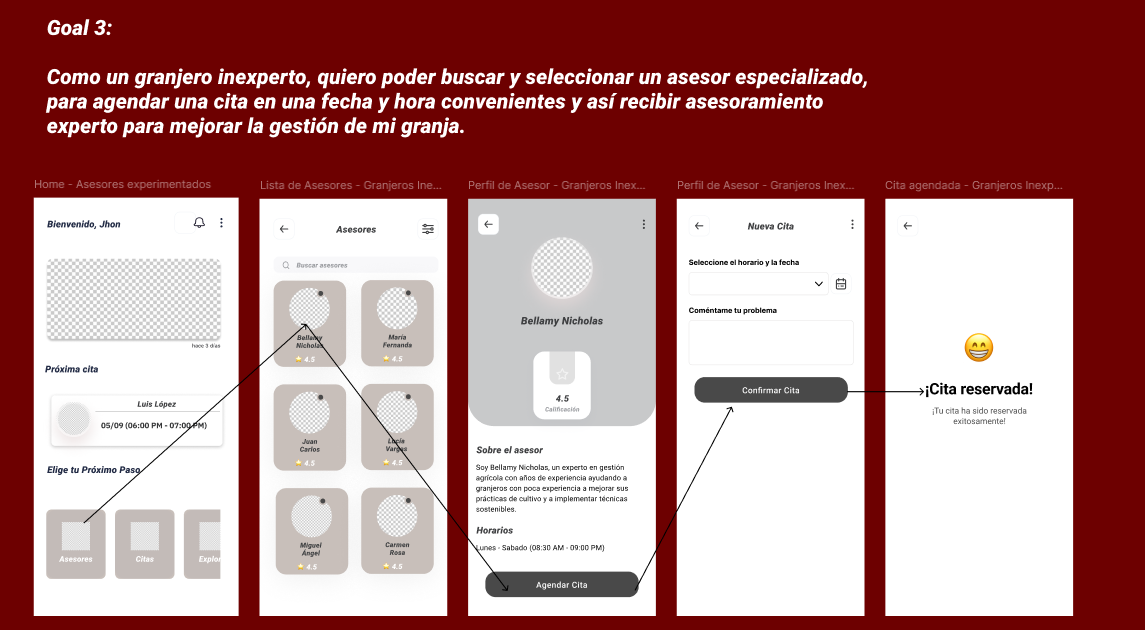 Goal 3:
Como un granjero inexperto, quiero poder buscar y seleccionar un asesor especializado,
para agendar una cita en una fecha y hora convenientes y así recibir asesoramiento
experto para mejorar la gestión de mi granja.
Home - Asesores experimentados
Bienvenido, Jhon
hace 3 días
Próxima cita
Luis López
05/09 (06:00 PM - 07:00 PM)
Elige tu Próximo Paso
Asesores
Citas
Explor
Lista de Asesores - Granjeros Ine...
Asesores
Buscar asesores
Bellamy
Nicholas
4.5
María
Fernanda
4.5
Juan
Carlos
4.5
Lucía
Vargas
4.5
Miguel
Ángel
4.5
Carmen
Rosa
4.5
Perfil de Asesor - Granjeros Inex...
Bellamy Nicholas
4.5
Calificación
Sobre el asesor
Soy Bellamy Nicholas, un experto en gestión
agrícola con años de experiencia ayudando a
granjeros con poca experiencia a mejorar sus
prácticas de cultivo y a implementar técnicas
sostenibles.
Horarios
Lunes - Sabado (08:30 AM - 09:00 PM)
Agendar Cita
Perfil de Asesor - Granjeros Inex...
Nueva Cita
Seleccione el horario y la fecha
Coméntame tu problema
Confirmar Cita
Cita agendada - Granjeros Inexp...
¡Cita reservada!
¡Tu cita ha sido reservada
exitosamente!